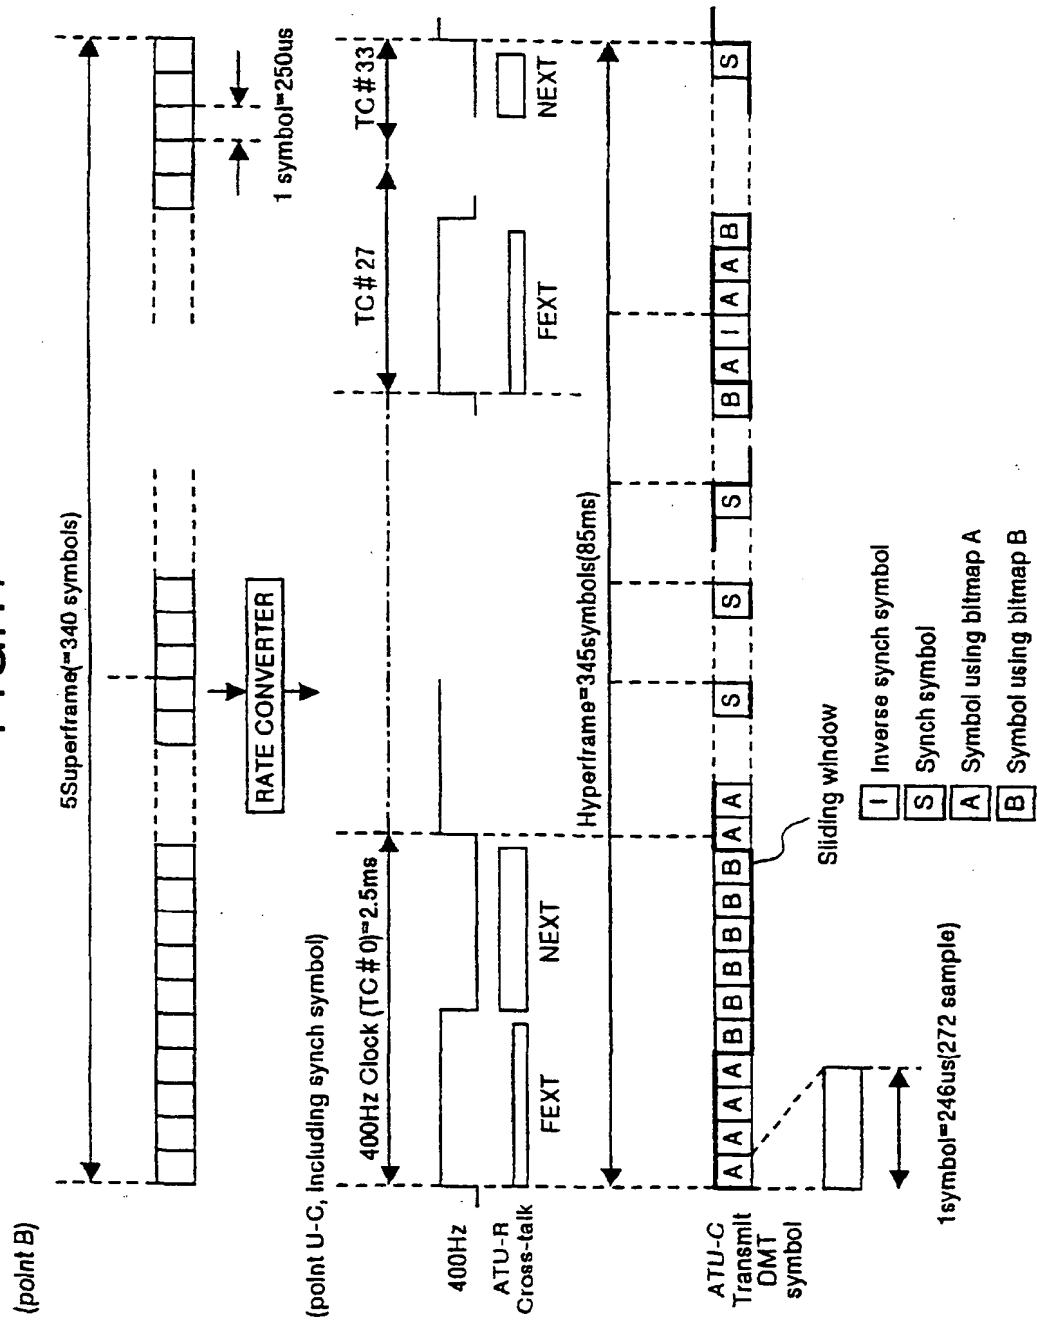 (point B)
5Superframe(=340 symbols)
1 symbol=250us
RATE CONVERTER
(point U-C, Including synch symbol)
400Hz Clock (TC#0)=2.5ms
TC#27
TC#33
400Hz
ATU-R
Cross-talk
FEXT
NEXT
FEXT
NEXT
Hyperframe=345symbols(85ms)
ATU-C
Transmit
DMT
symbol
A A A A B B B B B B A A S S S B A I A A B S
Sliding window
1symbol=246us(272 sample)
I Inverse synch symbol
S Synch symbol
A Symbol using bitmap A
B Symbol using bitmap B